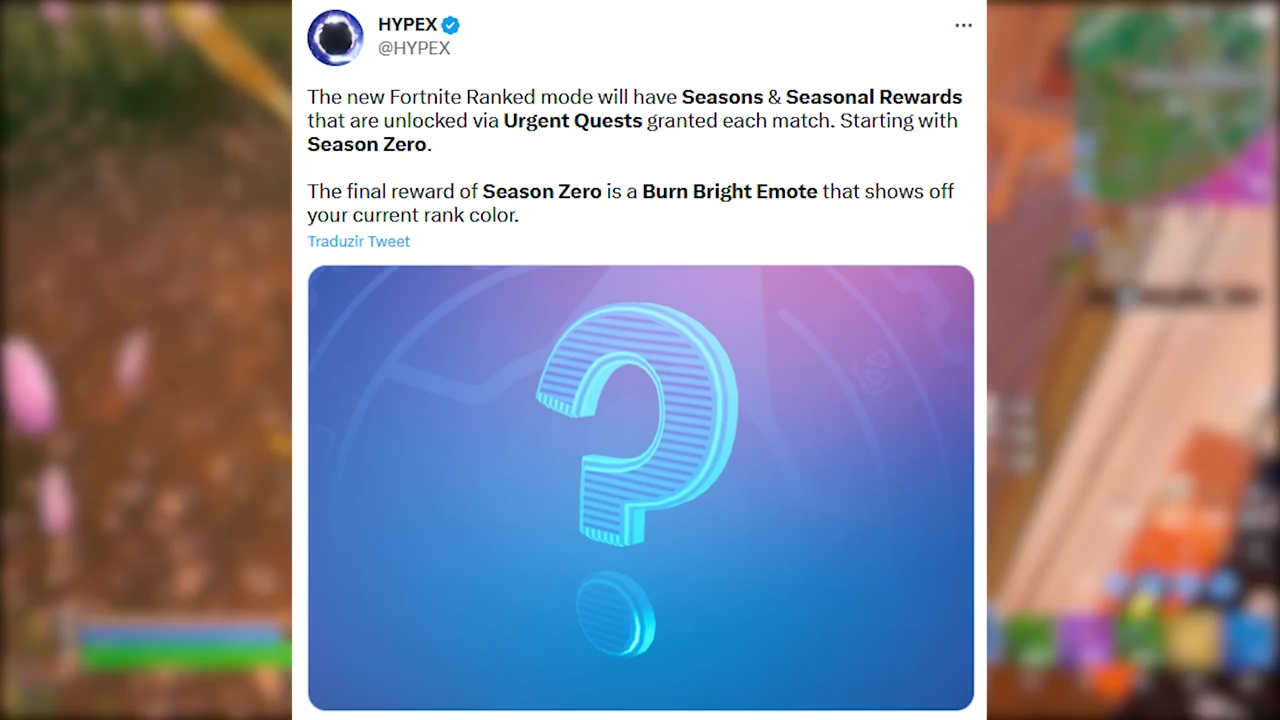 HYPEX
@HYPEX
The new Fortnite Ranked mode will have Seasons & Seasonal Rewards
that are unlocked via Urgent Quests granted each match. Starting with
Season Zero.
The final reward of Season Zero is a Burn Bright Emote that shows off
your current rank color.
Traduzir Tweet
?